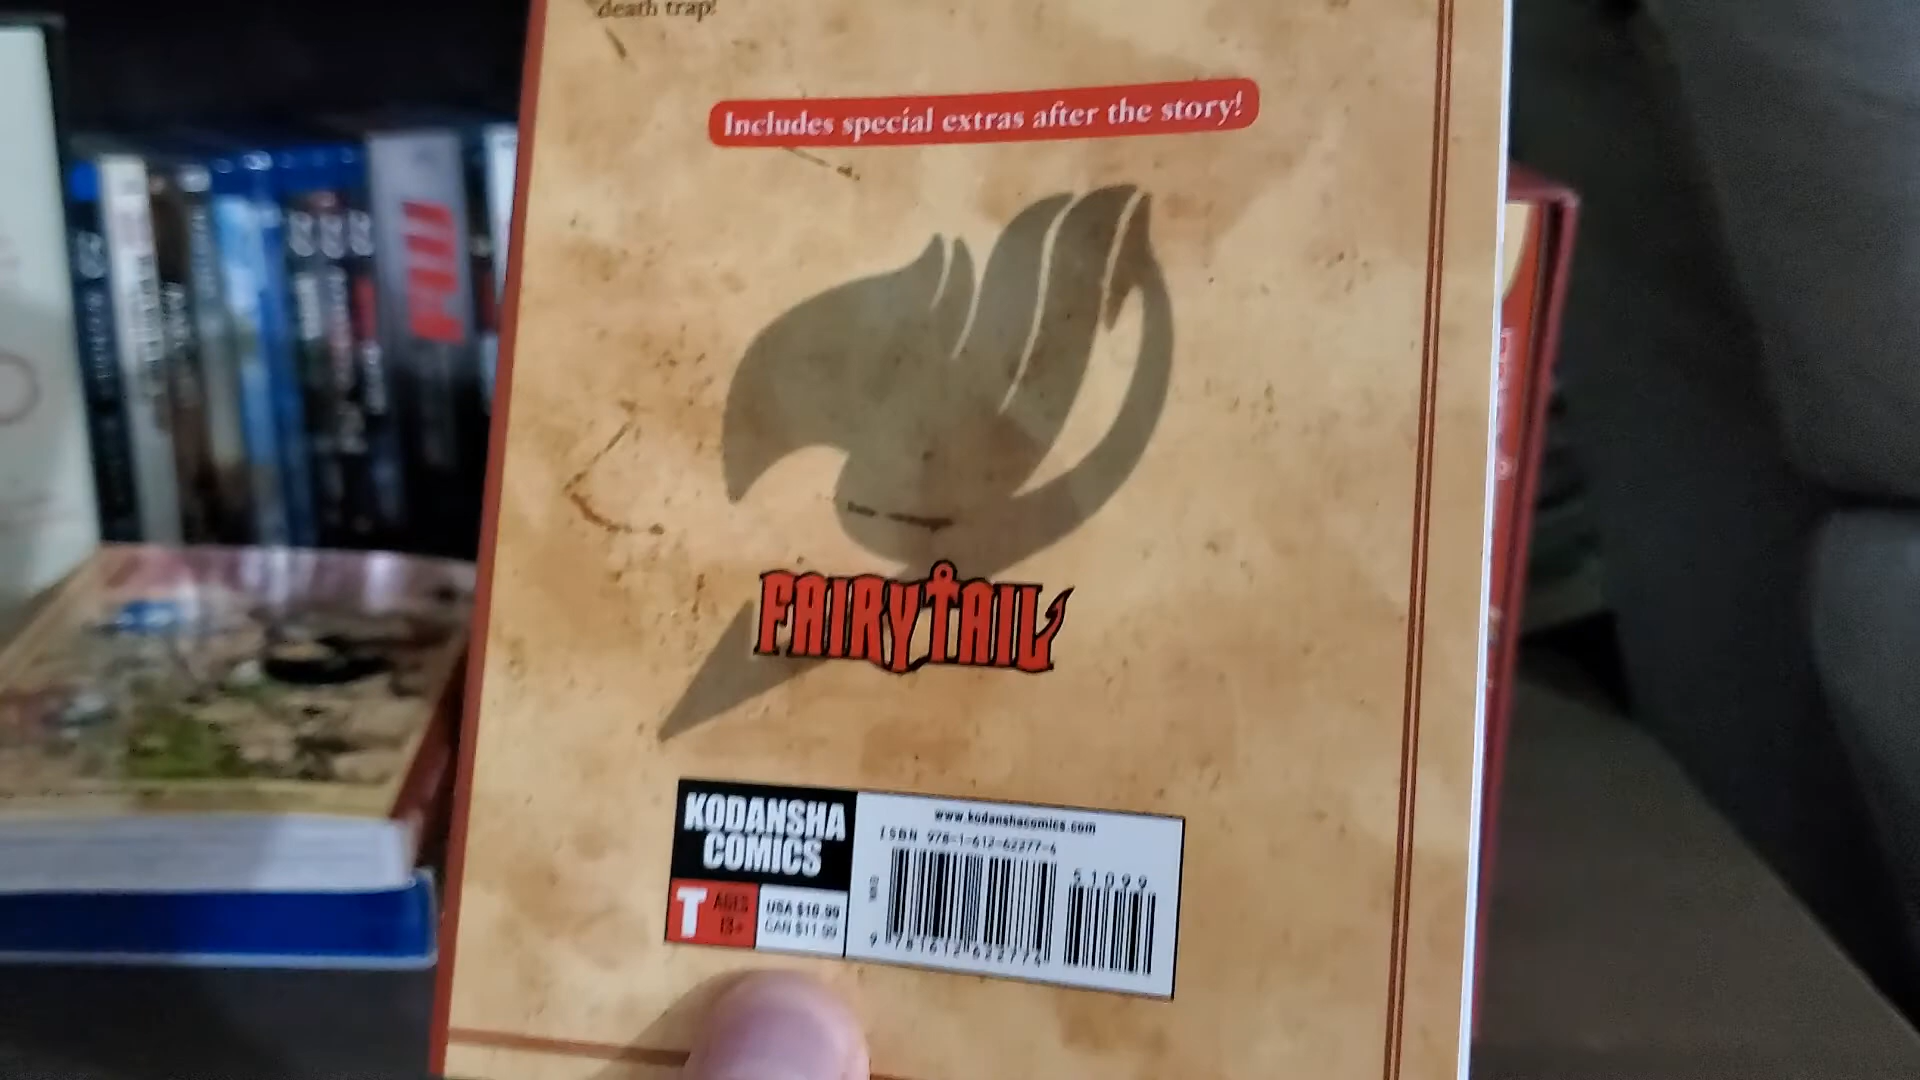 death trap!
Includes special extras after the story!
FAIRY TAIL
KODANSHA
COMICS
www.kodanshacomics.com
ISBN 978-1-612-62277-4
51099
T
AGES
13+
USA $10.99
CAN $11.99
9 781612 622774